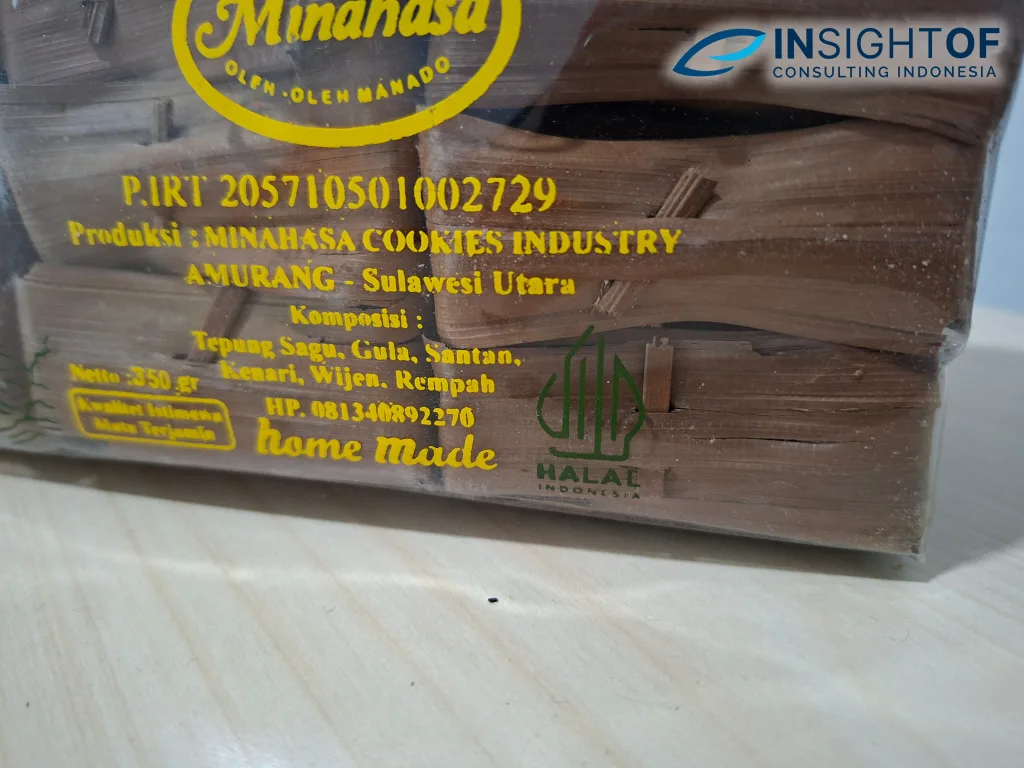 Minahasa
OLEH - OLEH MANADO
INSIGHTOF
CONSULTING INDONESIA
P.IRT 205710501002729
Produksi : MINAHASA COOKIES INDUSTRY
AMURANG - Sulawesi Utara
Komposisi :
Tepung Sagu, Gula, Santan,
Kenari, Wijen. Rempah
Netto :350 gr
Kwalitet Istimewa
Mutu Terjamin
HP. 081340892270
home made
HALAL
INDONESIA